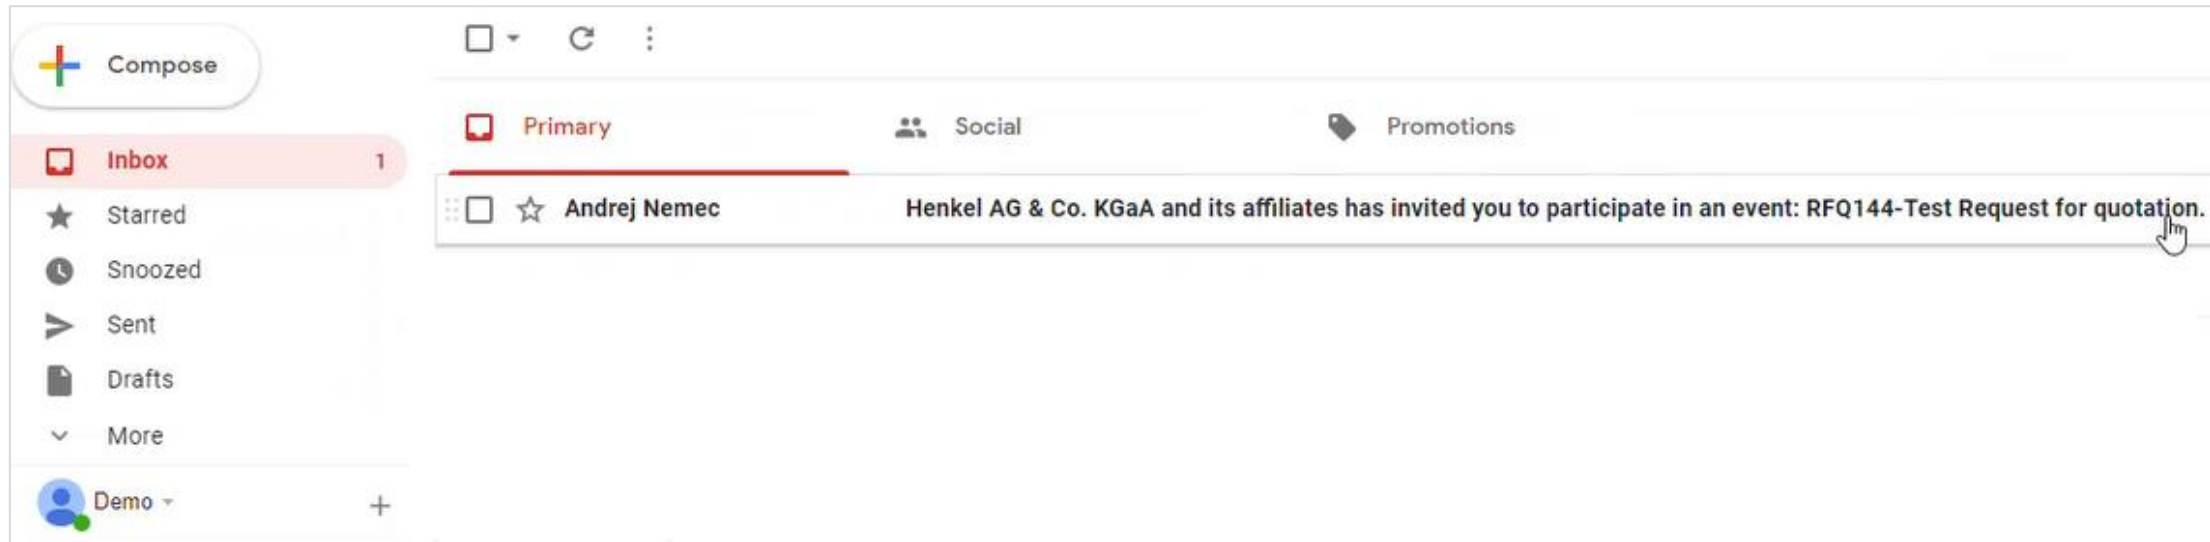 Compose
Primary
Social
Promotions
Inbox 1
Andrej Nemec Henkel AG & Co. KGaA and its affiliates has invited you to participate in an event: RFQ144-Test Request for quotation.
Starred
Snoozed
Sent
Drafts
More
Demo